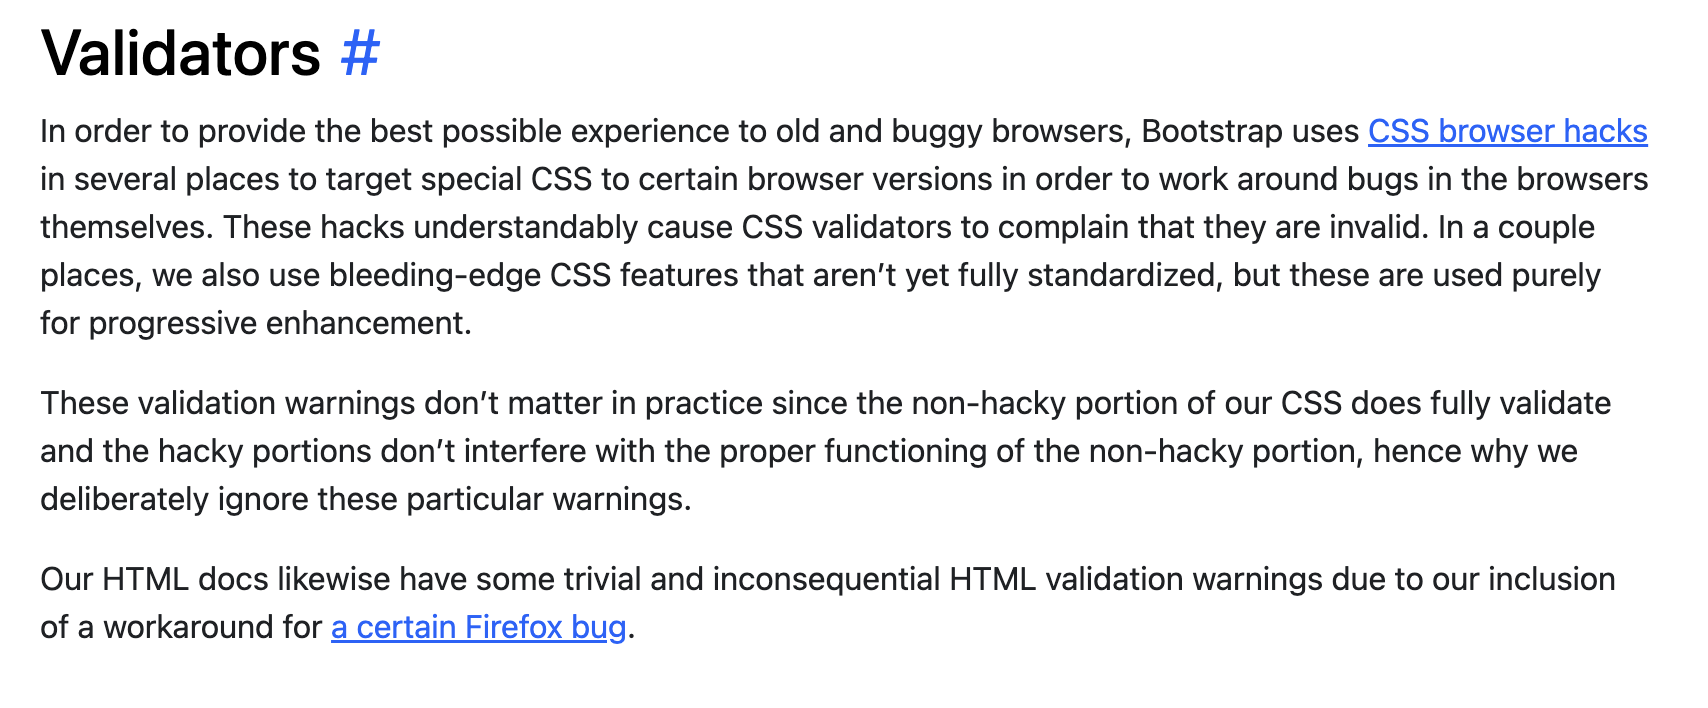 Validators #
In order to provide the best possible experience to old and buggy browsers, Bootstrap uses CSS browser hacks
in several places to target special CSS to certain browser versions in order to work around bugs in the browsers
themselves. These hacks understandably cause CSS validators to complain that they are invalid. In a couple
places, we also use bleeding-edge CSS features that aren’t yet fully standardized, but these are used purely
for progressive enhancement.
These validation warnings don’t matter in practice since the non-hacky portion of our CSS does fully validate
and the hacky portions don’t interfere with the proper functioning of the non-hacky portion, hence why we
deliberately ignore these particular warnings.
Our HTML docs likewise have some trivial and inconsequential HTML validation warnings due to our inclusion
of a workaround for a certain Firefox bug.